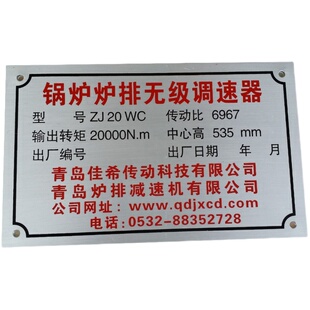 锅炉炉排无级调速器
型 号 ZJ20WC 传动比 6967
输出转矩 20000N.m 中心高 535 mm
出厂编号 出厂日期 年 月
青岛佳希传动科技有限公司
青岛炉排减速机有限公司
公司网址：www.qdjxcd.com
电话：0532-88352728